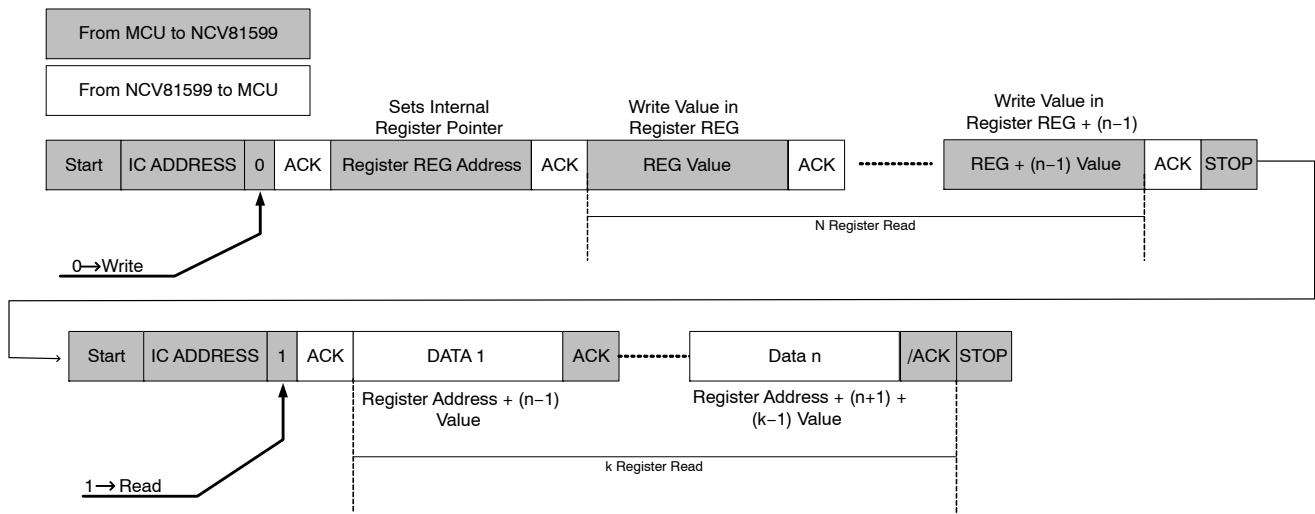 From MCU to NCV81599
From NCV81599 to MCU
Sets Internal
Register Pointer
Write Value in
Register REG
Write Value in
Register REG + (n−1)
Start IC ADDRESS 0 ACK Register REG Address ACK REG Value ACK REG + (n−1) Value ACK STOP
N Register Read
0→Write
Start IC ADDRESS 1 ACK DATA 1 ACK Data n /ACK STOP
Register Address + (n−1)
Value
Register Address + (n+1) +
(k−1) Value
k Register Read
1→Read